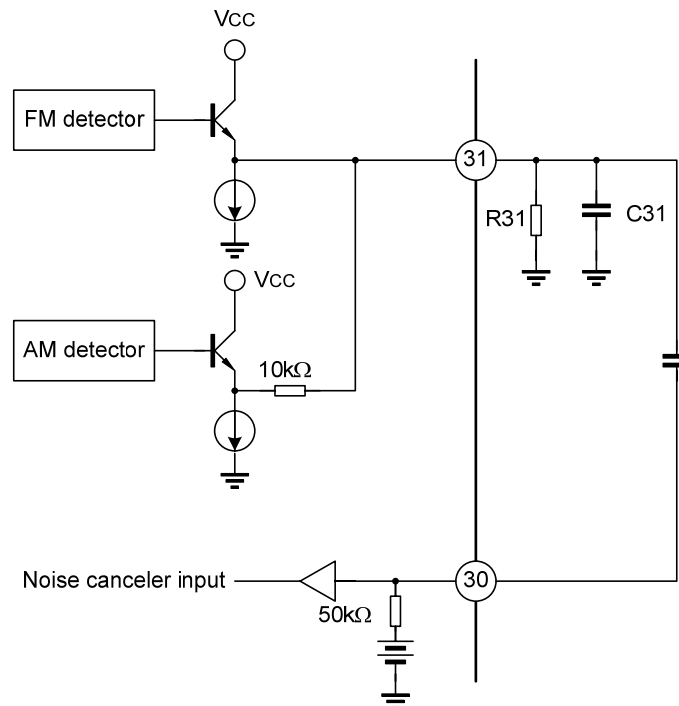 VCC
FM detector
31
R31
C31
VCC
AM detector
10kΩ
Noise canceler input
30
50kΩ